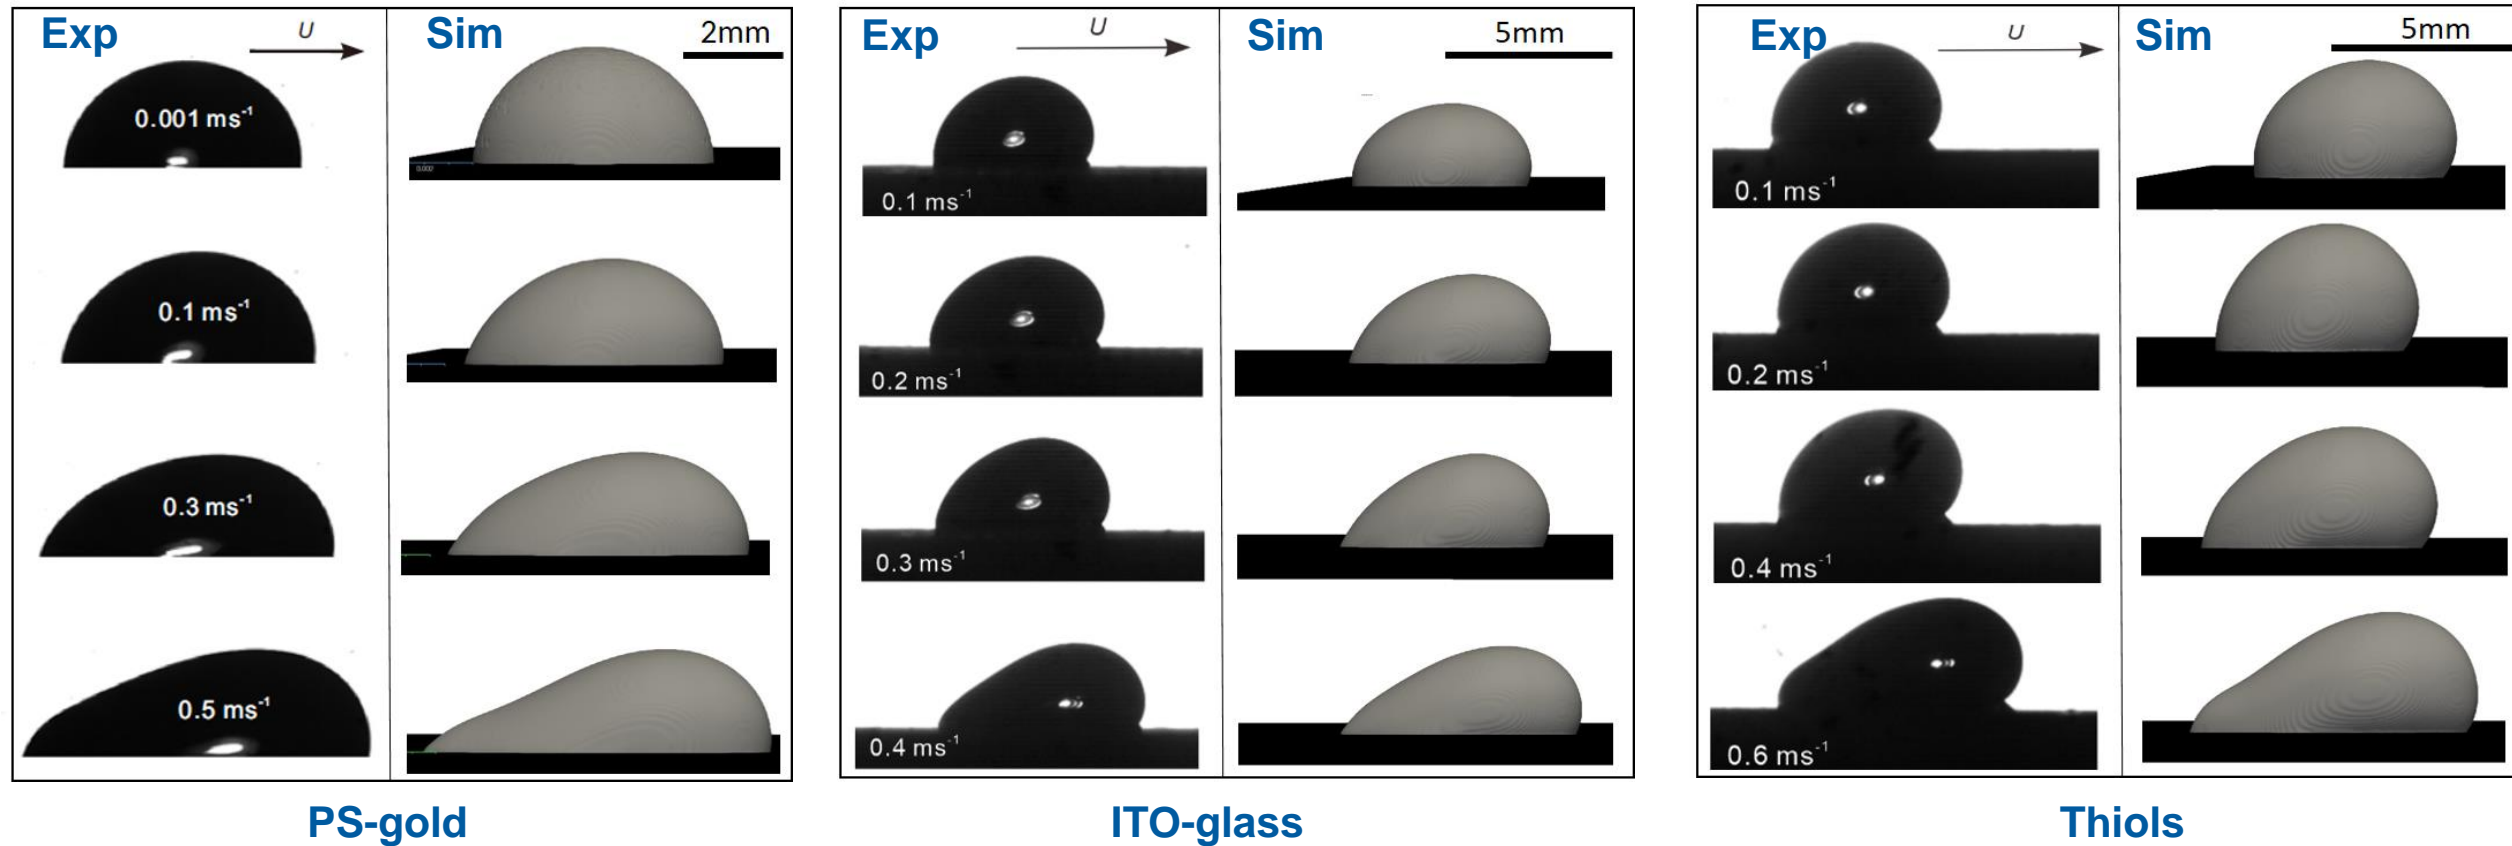 Exp
U
Sim
2mm
0.001 ms⁻¹
0.1 ms⁻¹
0.3 ms⁻¹
0.5 ms⁻¹
PS-gold
Exp
U
Sim
5mm
0.1 ms⁻¹
0.2 ms⁻¹
0.3 ms⁻¹
0.4 ms⁻¹
ITO-glass
Exp
U
Sim
5mm
0.1 ms⁻¹
0.2 ms⁻¹
0.4 ms⁻¹
0.6 ms⁻¹
Thiols